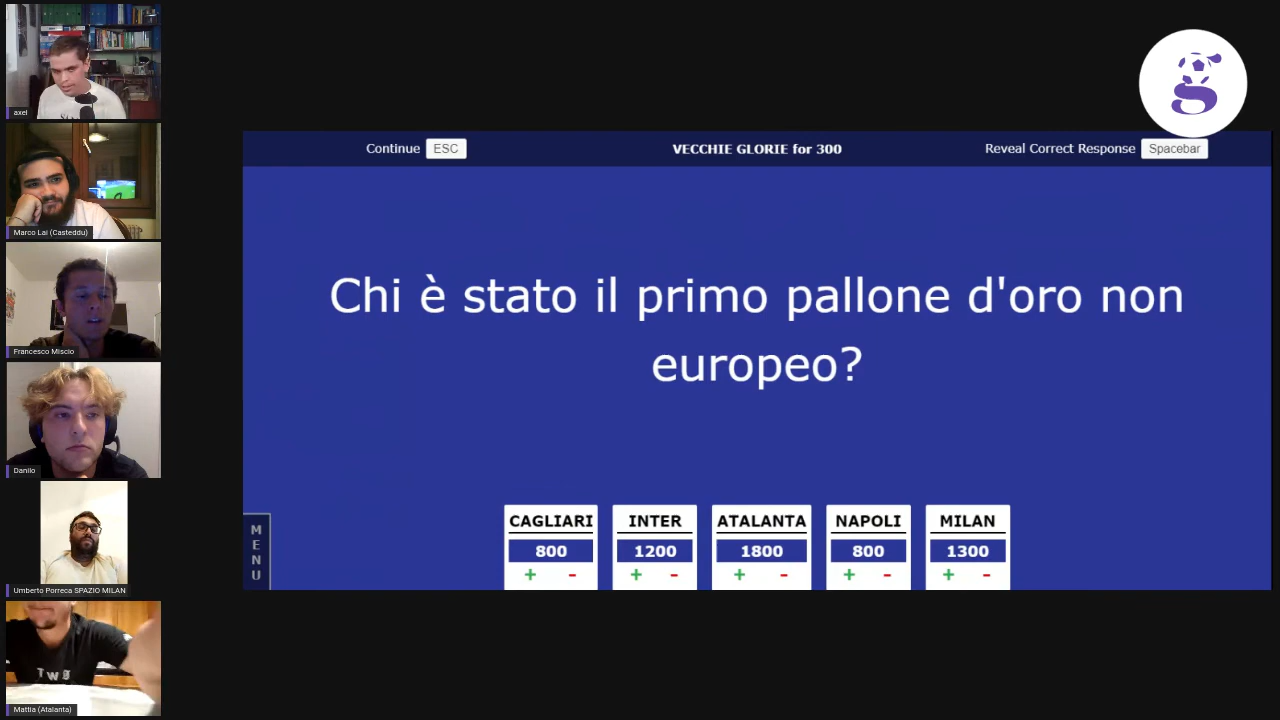 axel
Marco Lai (Casteddu)
Francesco Miscio
Danilo
Umberto Porreca SPAZIO MILAN
TW
Mattia (Atalanta)
g
Continue ESC VECCHIE GLORIE for 300 Reveal Correct Response Spacebar
Chi è stato il primo pallone d'oro non
europeo?
MENU
CAGLIARI INTER ATALANTA NAPOLI MILAN
800 1200 1800 800 1300
+ - + - + - + - + -